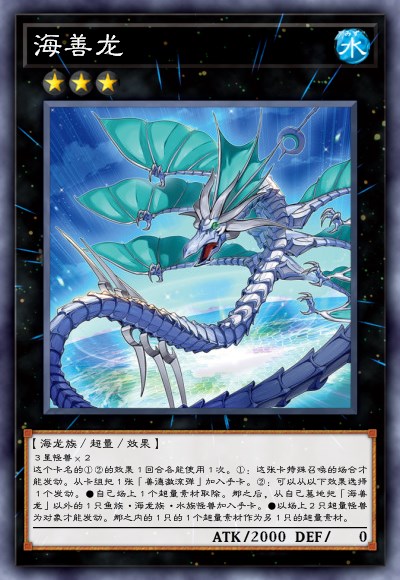 海善龙
水
【海龙族／超量／效果】
３星怪兽×２
这个卡名的①②的效果１回合各能使用１次。①：这张卡特殊召唤的场合才
能发动。从卡组把１张「善遇邀滚弹」加入手卡。②：可以从以下效果选择
１个发动。●自己场上１个超量素材取除。那之后，从自己墓地把「海善
龙」以外的１只鱼族·海龙族·水族怪兽加入手卡。●以场上２只超量怪兽
为对象才能发动。那之内的１只的１个超量素材作为另１只的超量素材。
ATK/2000 DEF/ 0